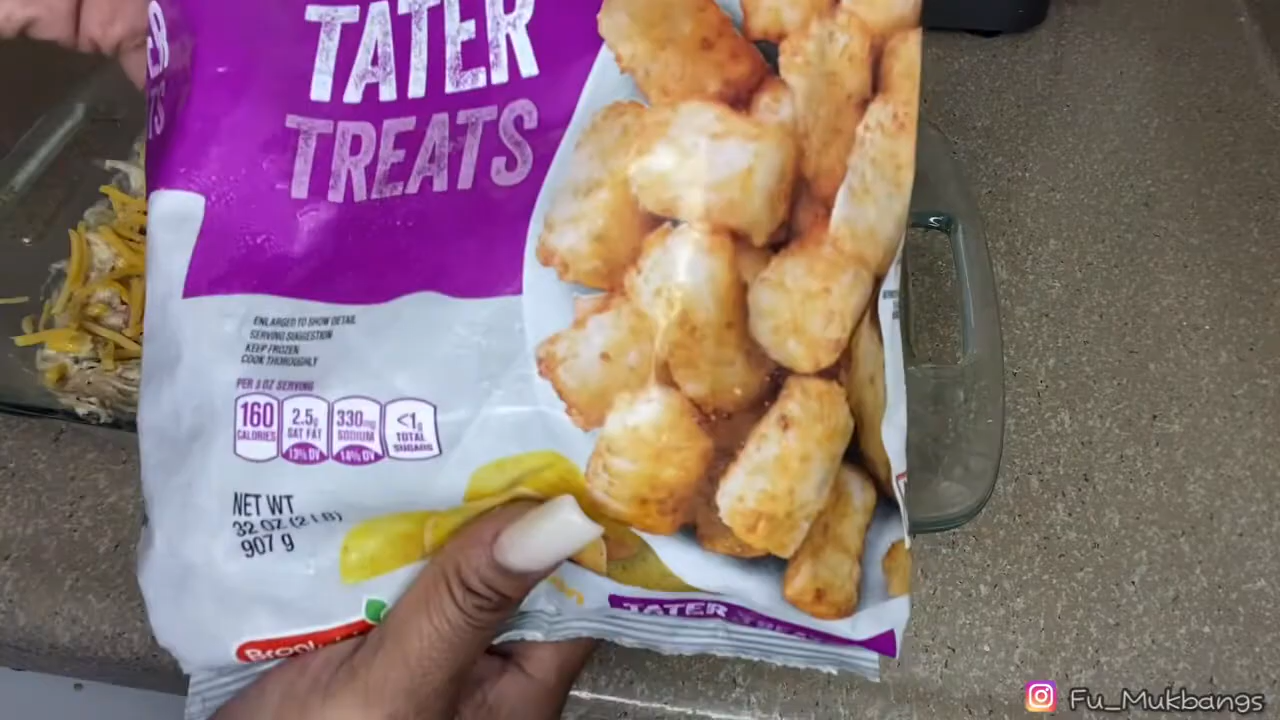 TATER
TREATS
ENLARGED TO SHOW DETAIL
SERVING SUGGESTION
KEEP FROZEN
COOK THOROUGHLY
PER 3 OZ SERVING
160 CALORIES
2.5g SAT FAT 13% DV
330mg SODIUM 14% DV
<1g TOTAL SUGARS
NET WT
32 OZ (2 LB)
907 g
TATER TREATS
Fu_Mukbangs